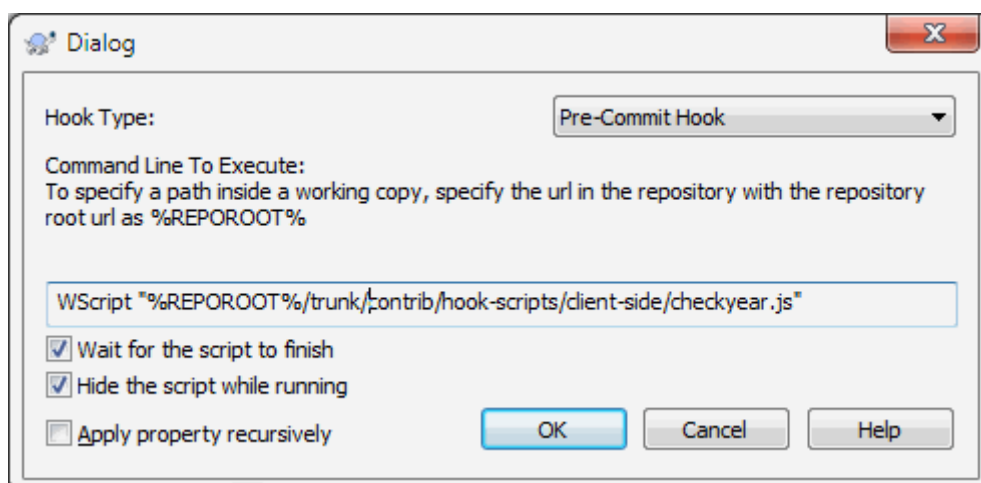 Dialog
Hook Type:
Pre-Commit Hook
Command Line To Execute:
To specify a path inside a working copy, specify the url in the repository with the repository
root url as %REPOROOT%
WScript "%REPOROOT%/trunk/contrib/hook-scripts/client-side/checkyear.js"
Wait for the script to finish
Hide the script while running
Apply property recursively
OK
Cancel
Help